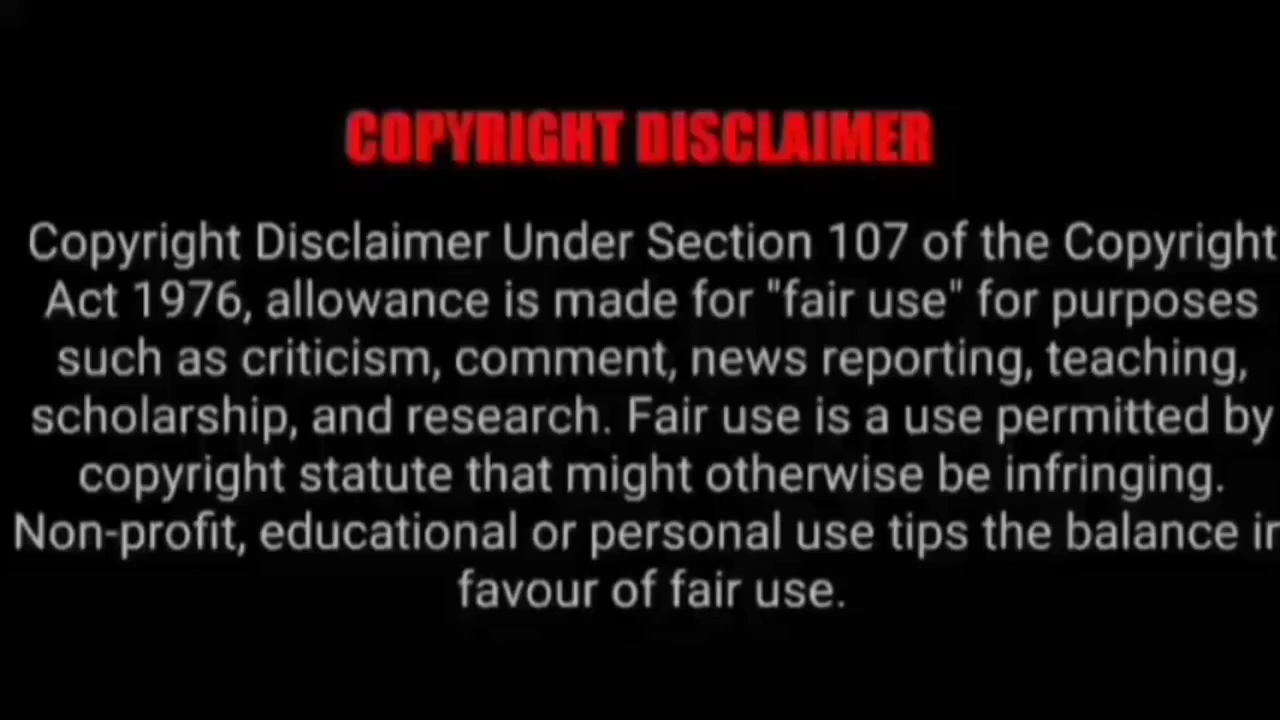 COPYRIGHT DISCLAIMER
Copyright Disclaimer Under Section 107 of the Copyright
Act 1976, allowance is made for "fair use" for purposes
such as criticism, comment, news reporting, teaching,
scholarship, and research. Fair use is a use permitted by
copyright statute that might otherwise be infringing.
Non-profit, educational or personal use tips the balance in
favour of fair use.